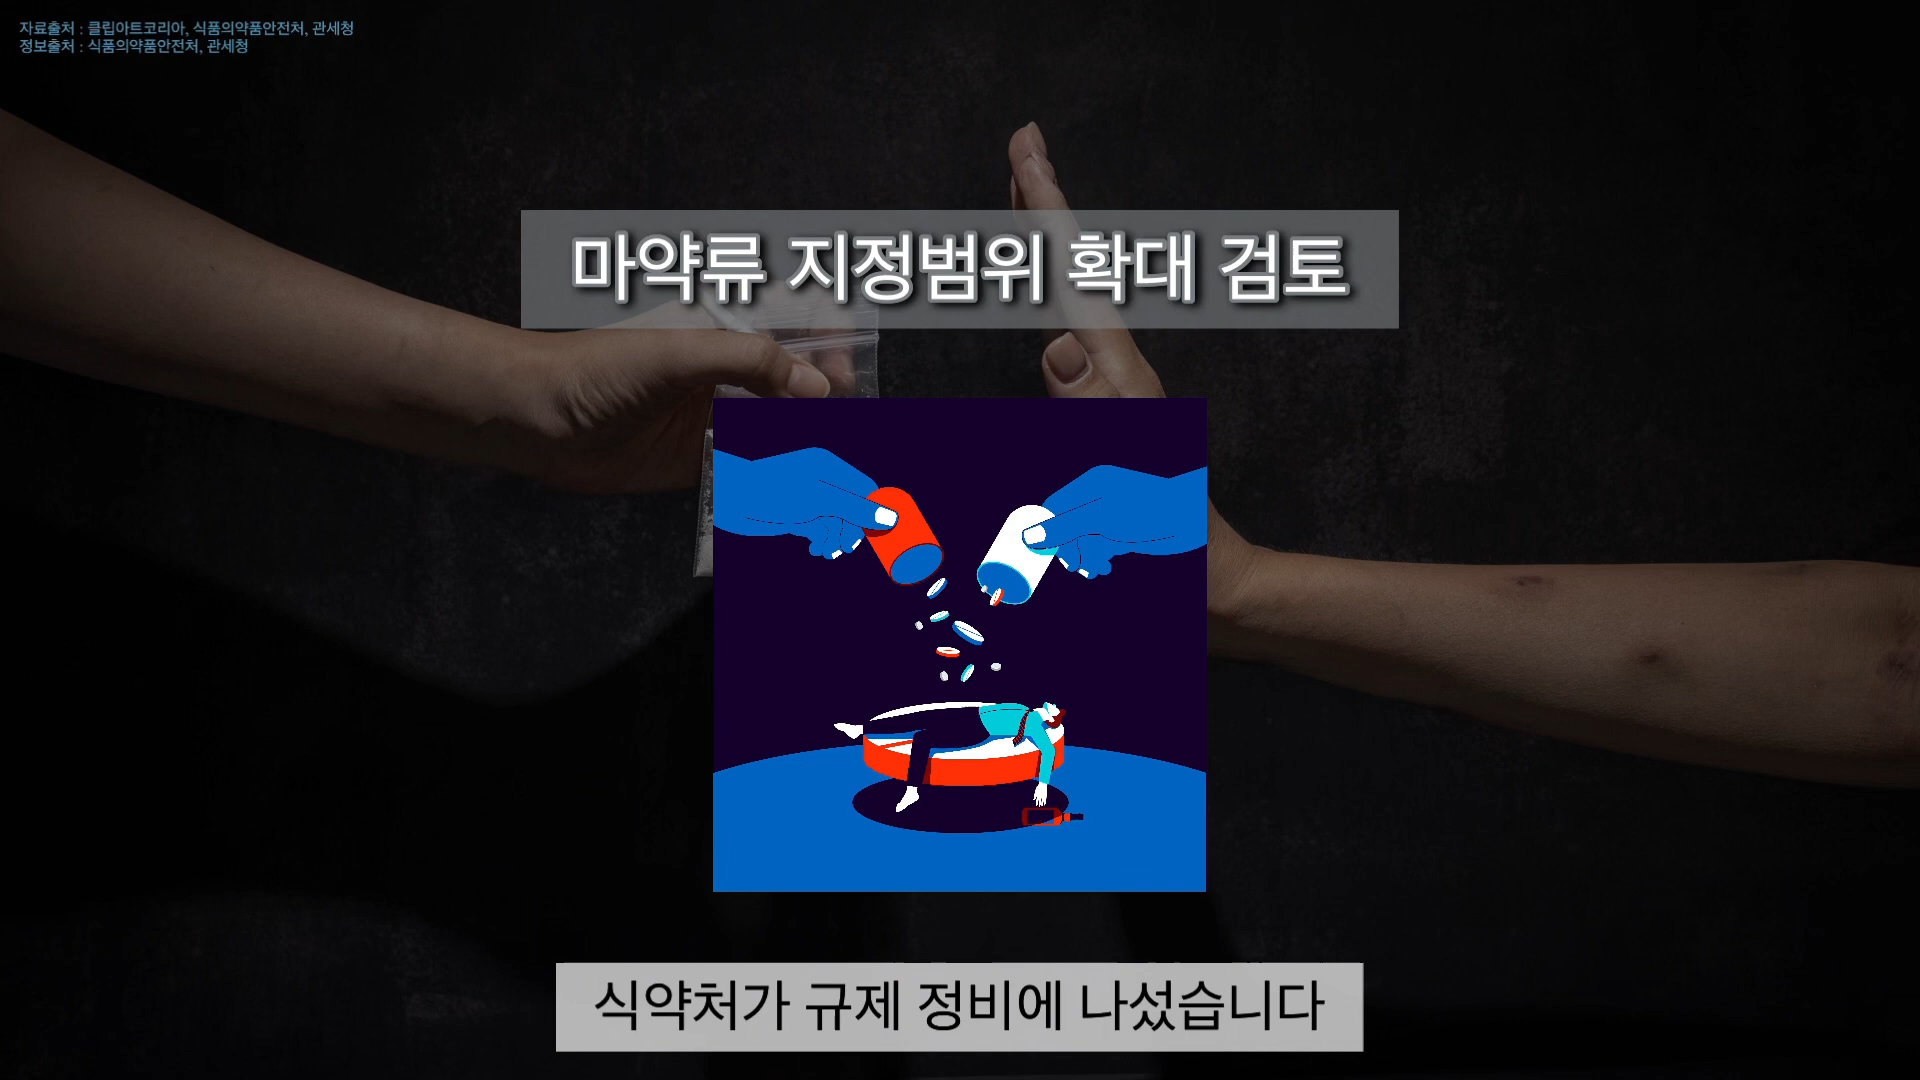 자료출처 : 클립아트코리아, 식품의약품안전처, 관세청
정보출처 : 식품의약품안전처, 관세청
마약류 지정범위 확대 검토
식약처가 규제 정비에 나섰습니다